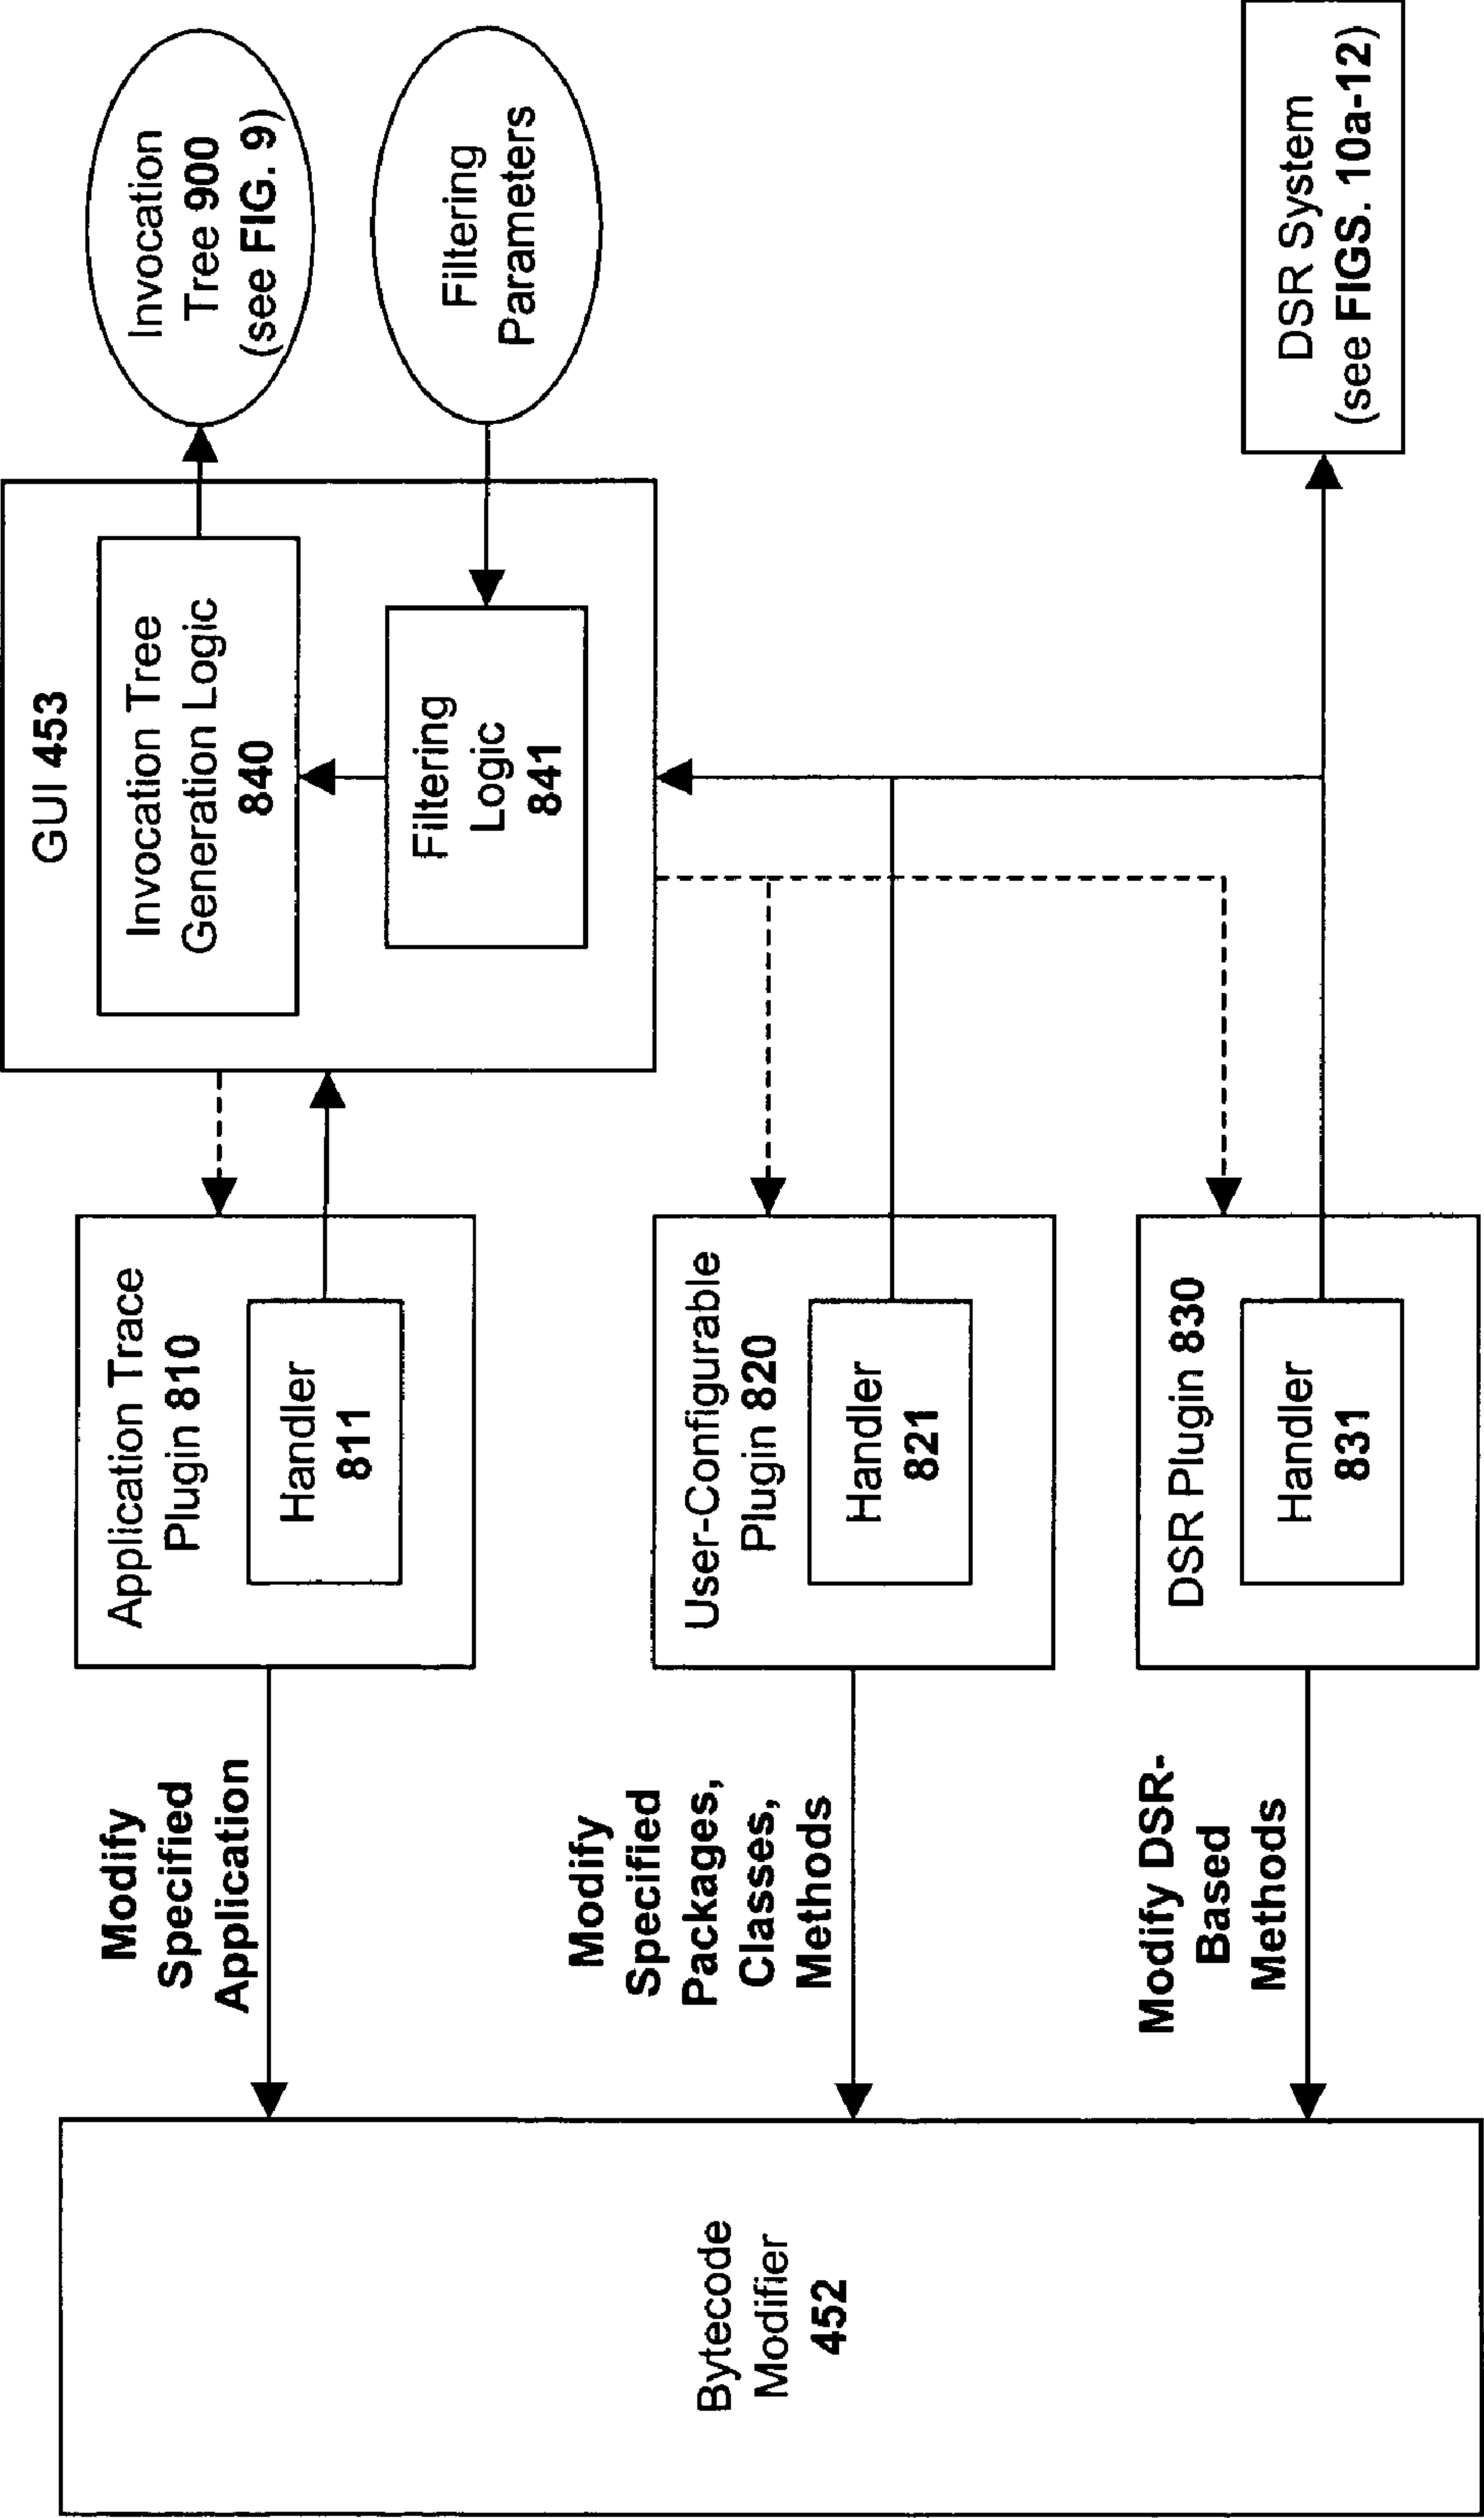 Bytecode
Modifier
452
Modify
Specified
Application
Modify
Specified
Packages,
Classes,
Methods
Modify DSR-
Based
Methods
Application Trace
Plugin 810
Handler
811
User-Configurable
Plugin 820
Handler
821
DSR Plugin 830
Handler
831
GUI 453
Invocation Tree
Generation Logic
840
Filtering
Logic
841
Invocation
Tree 900
(see FIG. 9)
Filtering
Parameters
DSR System
(see FIGS. 10a-12)